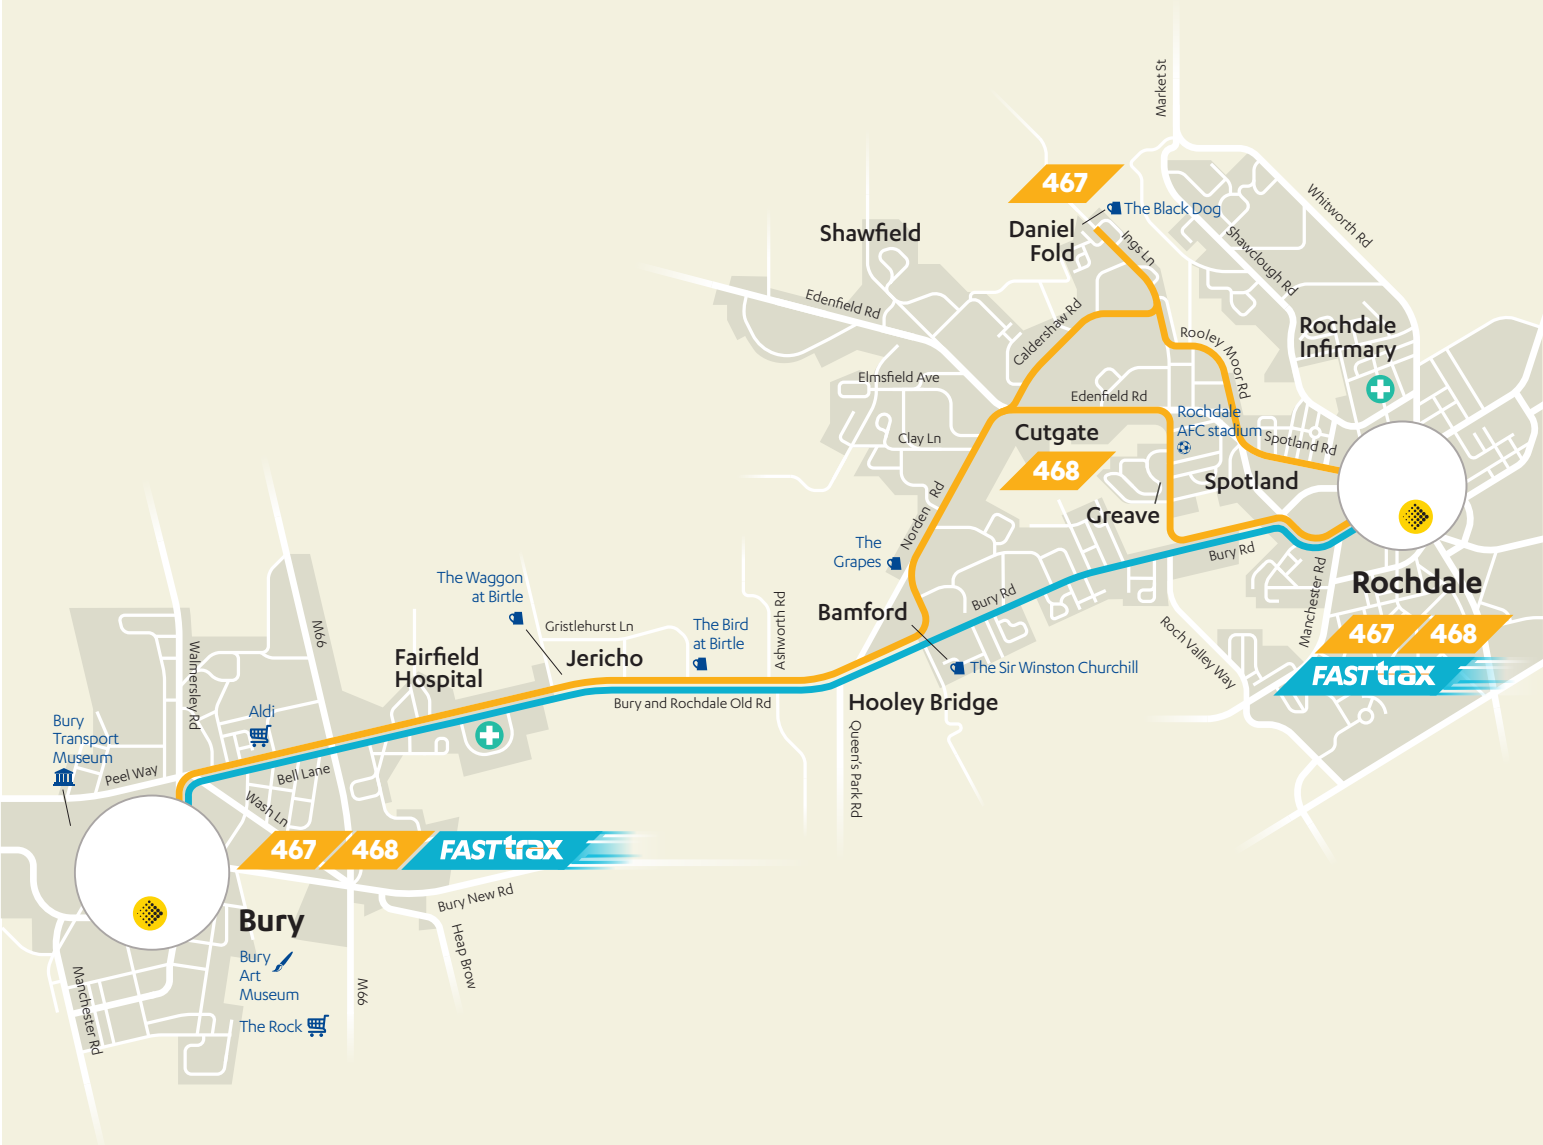 Market St
467
The Black Dog
Whitworth Rd
Shawfield
Daniel
Fold
Ings Ln
Shawclough Rd
Edenfield Rd
Caldershaw Rd
Rooley Moor Rd
Rochdale
Infirmary
Elmsfield Ave
Edenfield Rd
Rochdale
AFC stadium
Clay Ln
Cutgate
Spotland Rd
468
Spotland
Norden Rd
Greave
The
Grapes
Bury Rd
Bury Rd
Manchester Rd
Rochdale
467
468
FASTtrax
The Waggon
at Birtle
Gristlehurst Ln
The Bird
at Birtle
Ashworth Rd
Bamford
Roch Valley Way
M66
Walmersley Rd
Fairfield
Hospital
Jericho
The Sir Winston Churchill
Bury and Rochdale Old Rd
Hooley Bridge
Queen's Park Rd
Bury
Transport
Museum
Aldi
Peel Way
Bell Lane
Wash Ln
467
468
FASTtrax
Bury New Rd
Bury
Heap Brow
Bury
Art
Museum
M66
Manchester Rd
The Rock